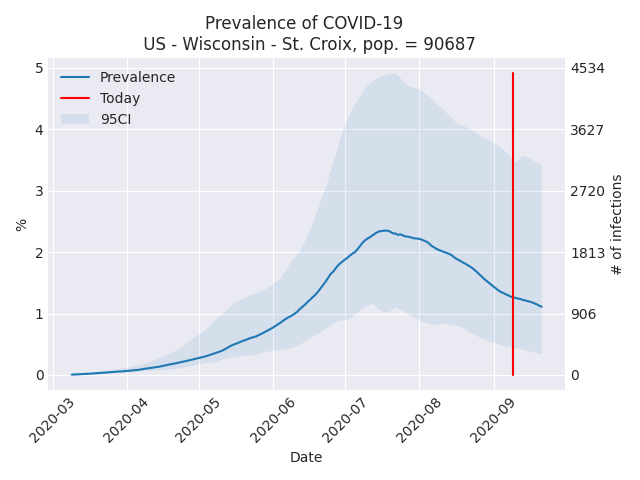 Prevalence of COVID-19
US - Wisconsin - St. Croix, pop. = 90687
Prevalence
Today
95CI
%
5
4
3
2
1
0
4534
3627
2720
1813
906
0
# of infections
2020-03
2020-04
2020-05
2020-06
2020-07
2020-08
2020-09
Date